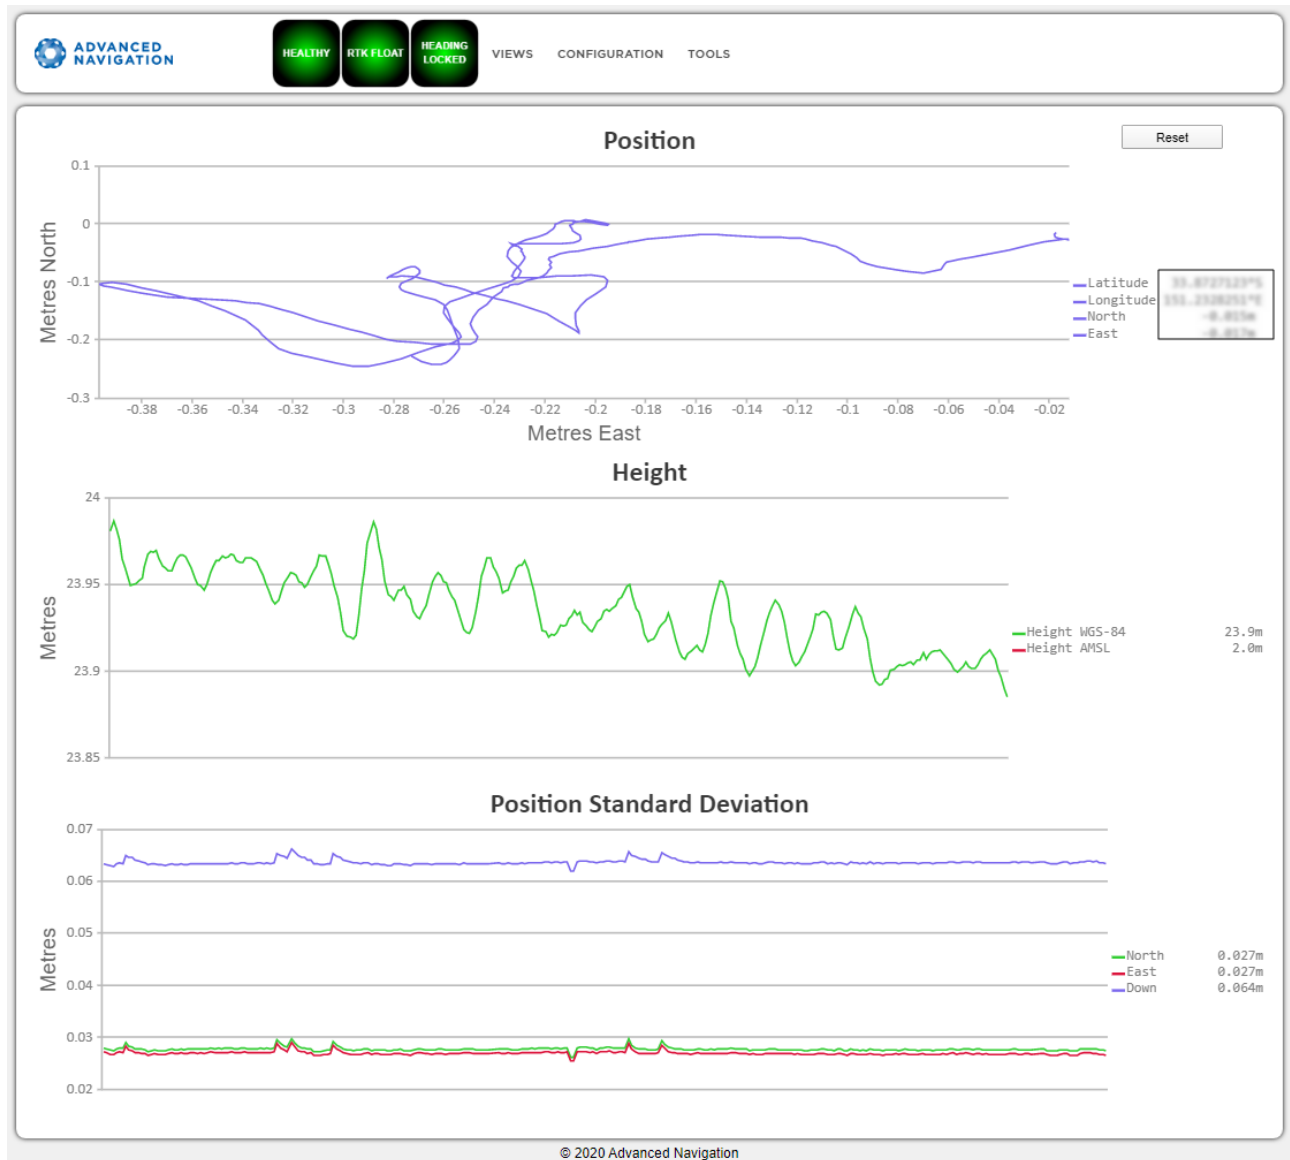 ADVANCED
NAVIGATION
HEALTHY
RTK FLOAT
HEADING
LOCKED
VIEWS
CONFIGURATION
TOOLS
Position
Reset
0.1
0
-0.1
-0.2
-0.3
Metres North
-0.38 -0.36 -0.34 -0.32 -0.3 -0.28 -0.26 -0.24 -0.22 -0.2 -0.18 -0.16 -0.14 -0.12 -0.1 -0.08 -0.06 -0.04 -0.02
Metres East
Latitude
Longitude
North
East
Height
24
23.95
23.9
23.85
Metres
Height WGS-84 23.9m
Height AMSL 2.0m
Position Standard Deviation
0.07
0.06
0.05
0.04
0.03
0.02
Metres
North 0.027m
East 0.027m
Down 0.064m
© 2020 Advanced Navigation